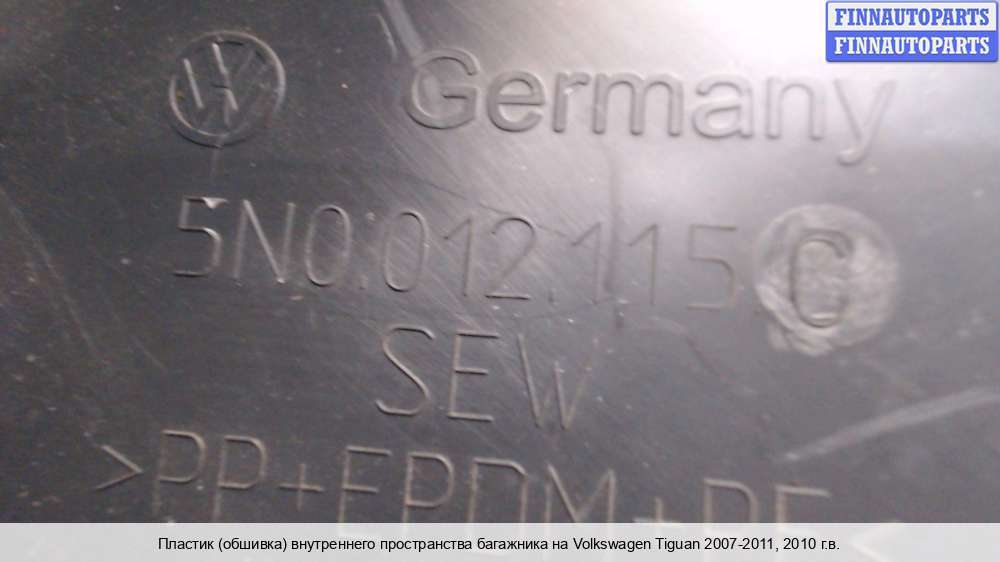 FINNAUTOPARTS
FINNAUTOPARTS
Germany
5N0.012.115.C
SEW
>PP+EPDM+PE<
Пластик (обшивка) внутреннего пространства багажника на Volkswagen Tiguan 2007-2011, 2010 г.в.